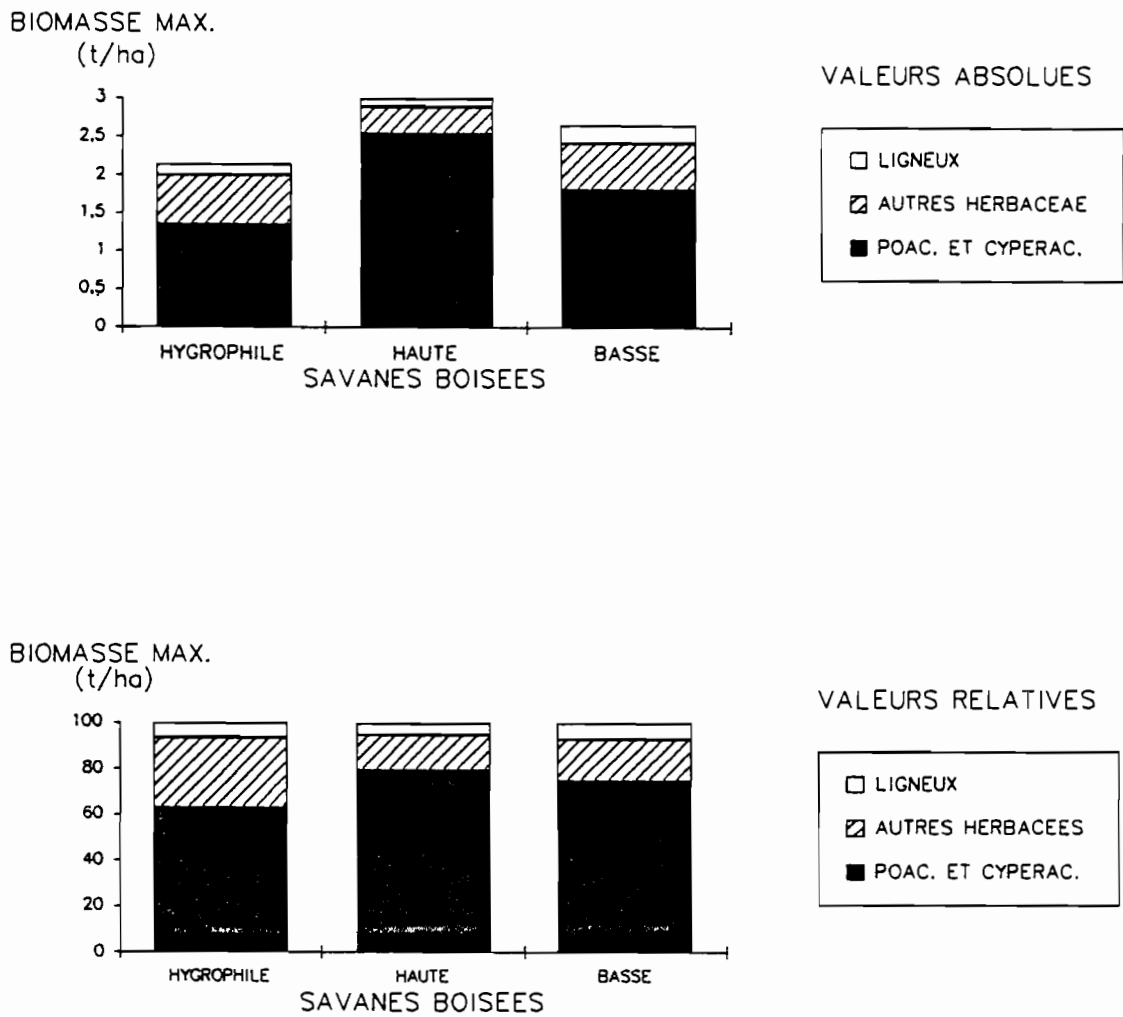 BIOMASSE MAX.
(t/ha)
3
2.5
2
1.5
1
0.5
0
HYGROPHILE HAUTE BASSE
SAVANES BOISEES
VALEURS ABSOLUES
LIGNEUX
AUTRES HERBACEAE
POAC. ET CYPERAC.
BIOMASSE MAX.
(t/ha)
100
80
60
40
20
0
HYGROPHILE HAUTE BASSE
SAVANES BOISEES
VALEURS RELATIVES
LIGNEUX
AUTRES HERBACEES
POAC. ET CYPERAC.